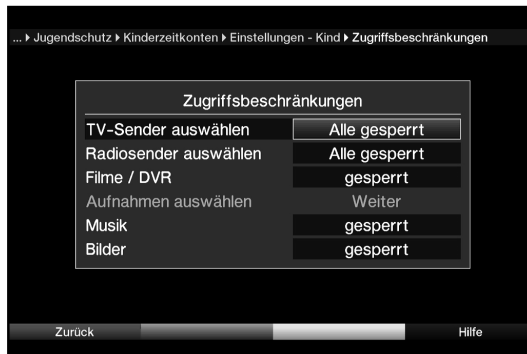 ... ▸ Jugendschutz ▸ Kinderzeitkonten ▸ Einstellungen - Kind ▸ Zugriffsbeschränkungen
Zugriffsbeschränkungen
TV-Sender auswählen Alle gesperrt
Radiosender auswählen Alle gesperrt
Filme / DVR gesperrt
Aufnahmen auswählen Weiter
Musik gesperrt
Bilder gesperrt
Zurück Hilfe